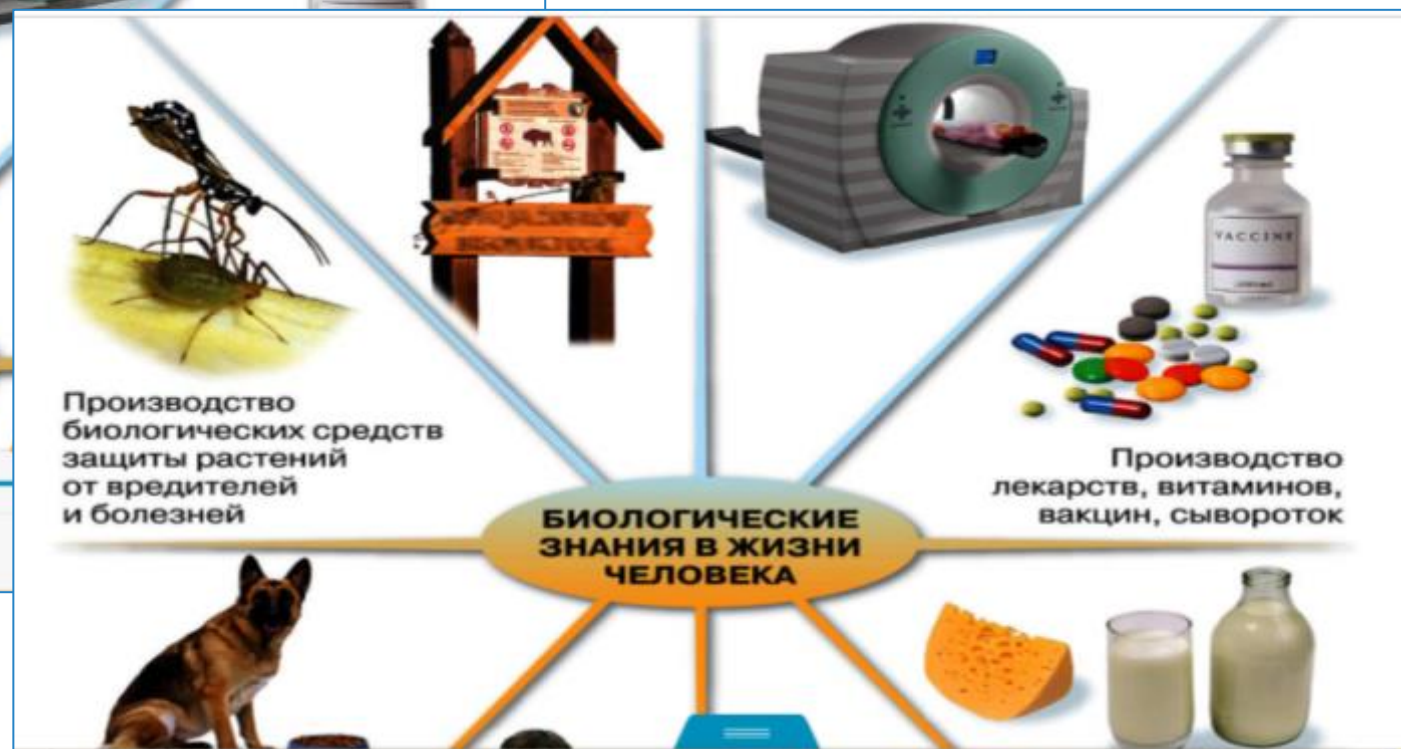 Производство
биологических средств
защиты растений
от вредителей
и болезней
VACCINE
Производство
лекарств, витаминов,
вакцин, сывороток
БИОЛОГИЧЕСКИЕ
ЗНАНИЯ В ЖИЗНИ
ЧЕЛОВЕКА